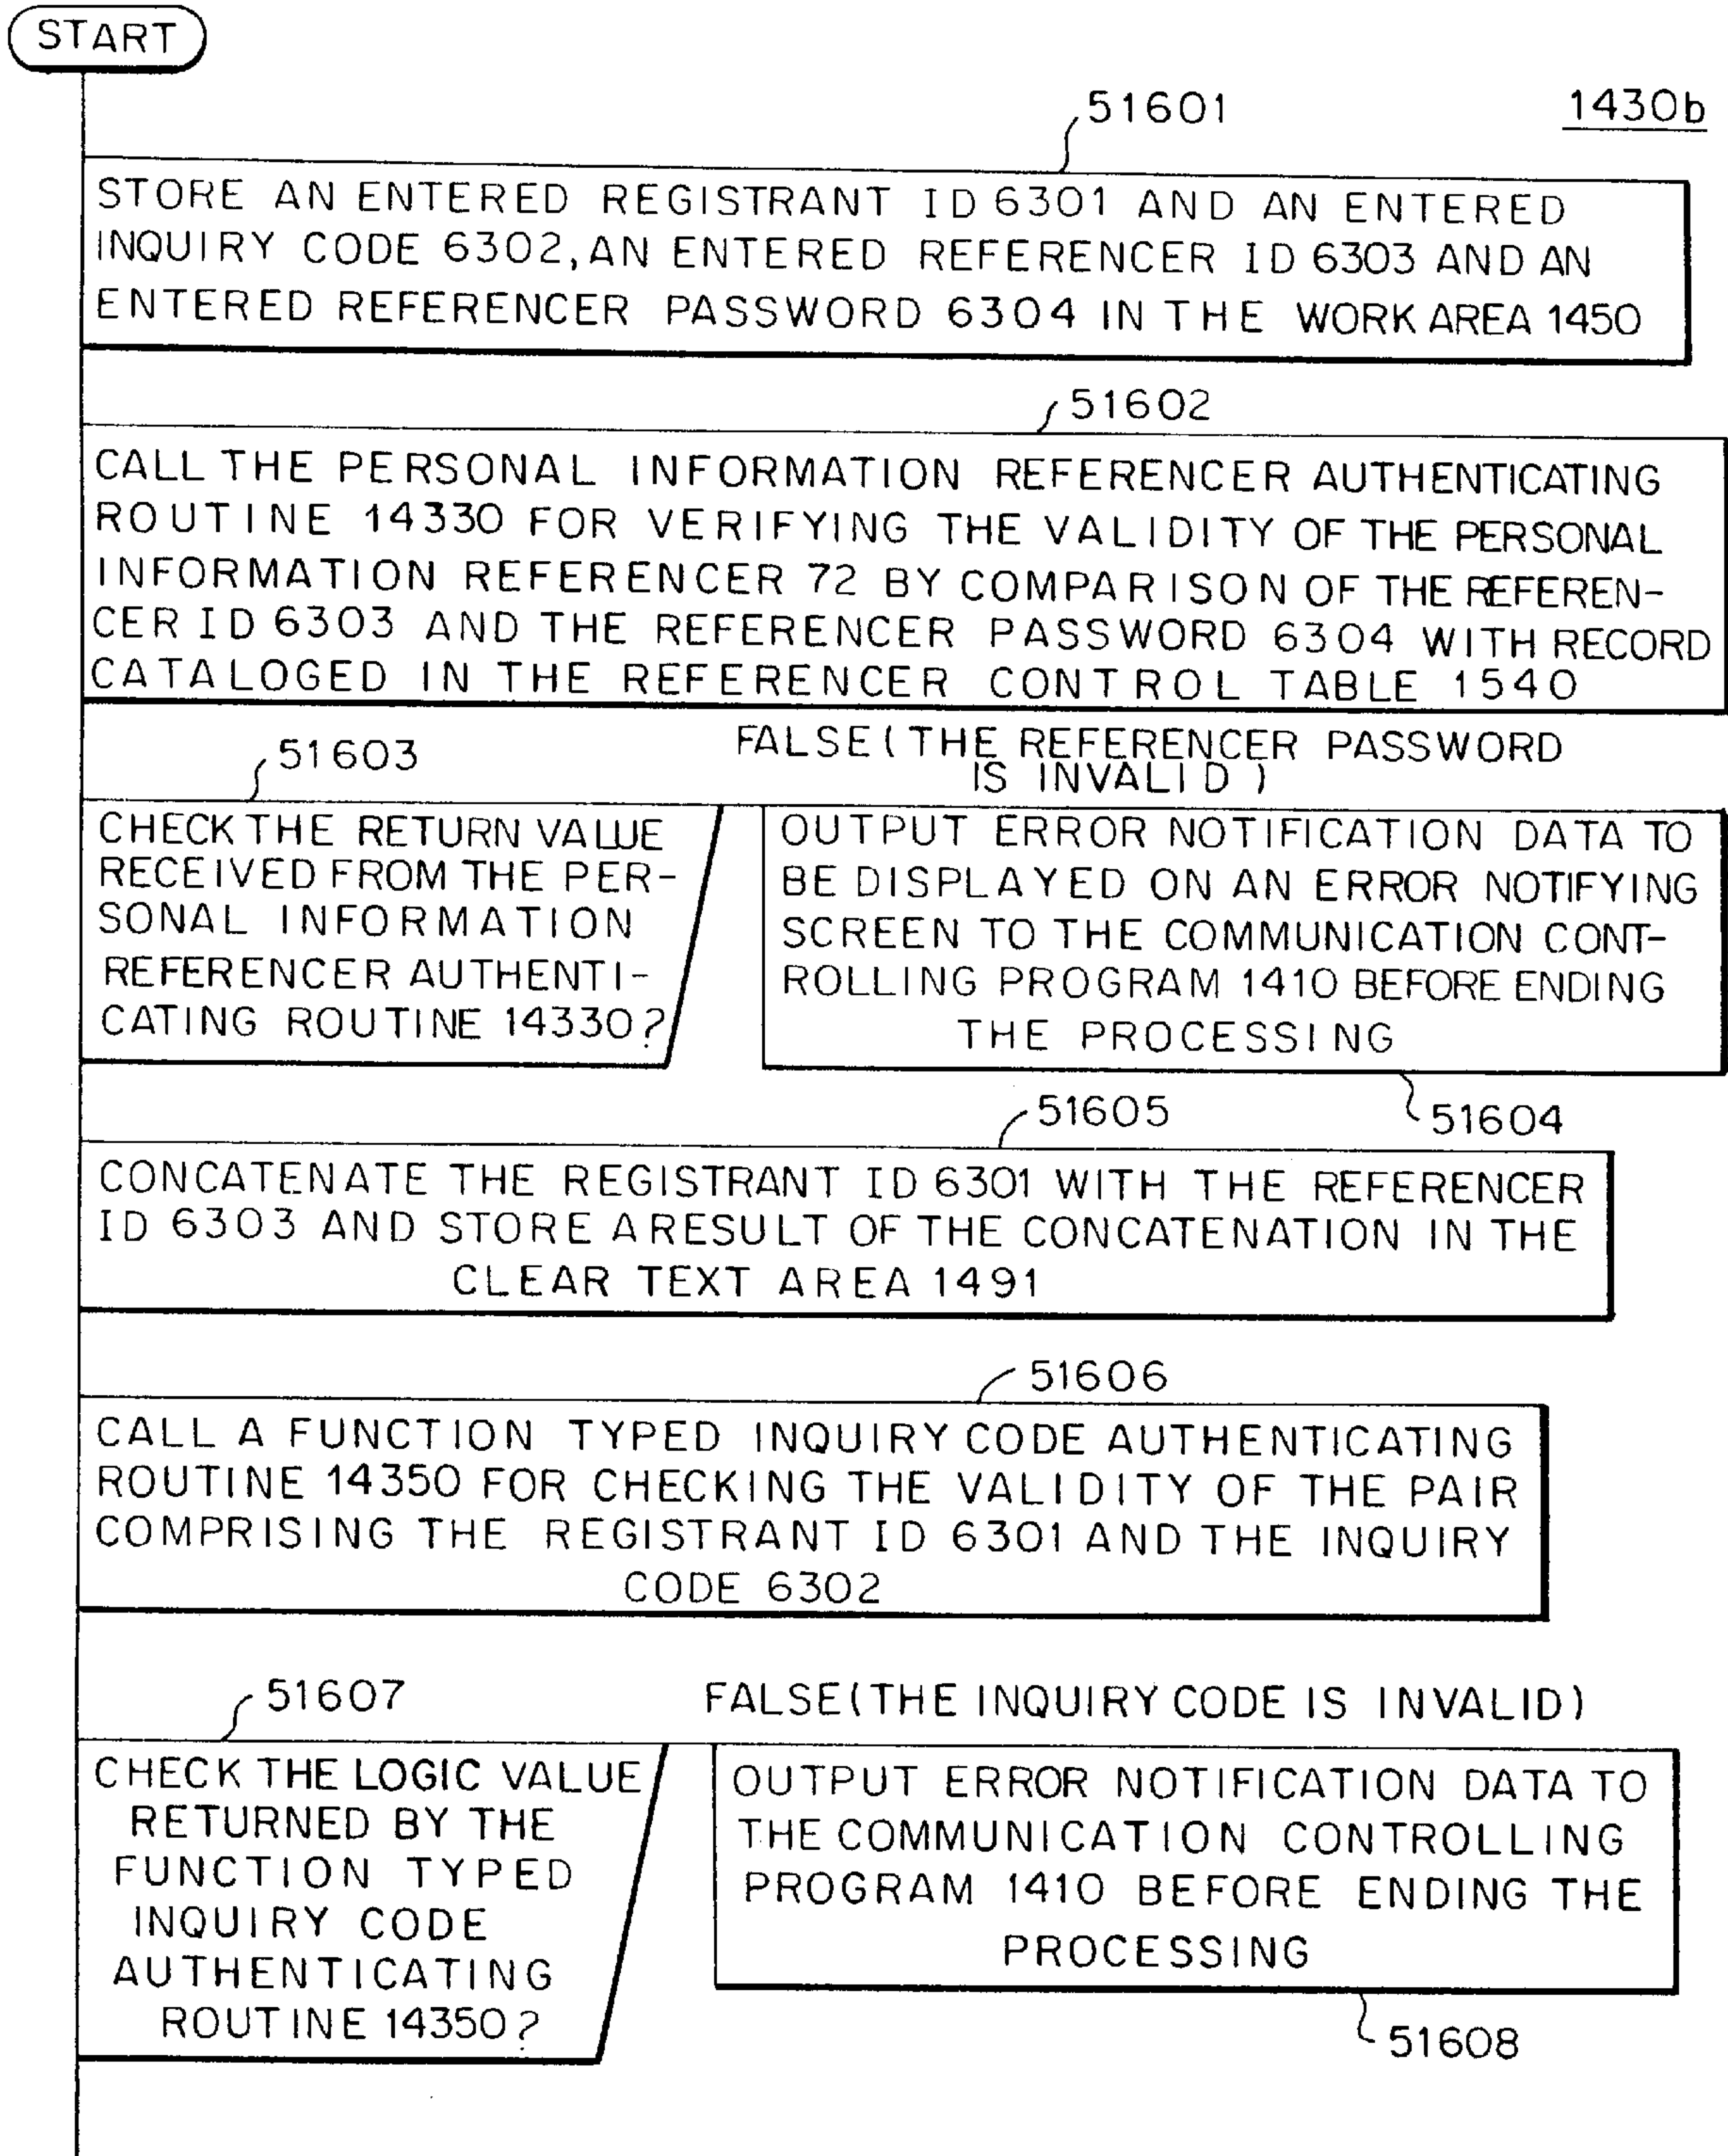 START
51601
1430b
STORE AN ENTERED REGISTRANT ID 6301 AND AN ENTERED
INQUIRY CODE 6302, AN ENTERED REFERENCER ID 6303 AND AN
ENTERED REFERENCER PASSWORD 6304 IN THE WORK AREA 1450
51602
CALL THE PERSONAL INFORMATION REFERENCER AUTHENTICATING
ROUTINE 14330 FOR VERIFYING THE VALIDITY OF THE PERSONAL
INFORMATION REFERENCER 72 BY COMPARISON OF THE REFEREN-
CER ID 6303 AND THE REFERENCER PASSWORD 6304 WITH RECORD
CATALOGED IN THE REFERENCER CONTROL TABLE 1540
51603
FALSE (THE REFERENCER PASSWORD
IS INVALID)
CHECK THE RETURN VALUE
RECEIVED FROM THE PER-
SONAL INFORMATION
REFERENCER AUTHENTI-
CATING ROUTINE 14330?
OUTPUT ERROR NOTIFICATION DATA TO
BE DISPLAYED ON AN ERROR NOTIFYING
SCREEN TO THE COMMUNICATION CONT-
ROLLING PROGRAM 1410 BEFORE ENDING
THE PROCESSING
51604
51605
CONCATENATE THE REGISTRANT ID 6301 WITH THE REFERENCER
ID 6303 AND STORE A RESULT OF THE CONCATENATION IN THE
CLEAR TEXT AREA 1491
51606
CALL A FUNCTION TYPED INQUIRY CODE AUTHENTICATING
ROUTINE 14350 FOR CHECKING THE VALIDITY OF THE PAIR
COMPRISING THE REGISTRANT ID 6301 AND THE INQUIRY
CODE 6302
51607
FALSE (THE INQUIRY CODE IS INVALID)
CHECK THE LOGIC VALUE
RETURNED BY THE
FUNCTION TYPED
INQUIRY CODE
AUTHENTICATING
ROUTINE 14350?
OUTPUT ERROR NOTIFICATION DATA TO
THE COMMUNICATION CONTROLLING
PROGRAM 1410 BEFORE ENDING THE
PROCESSING
51608